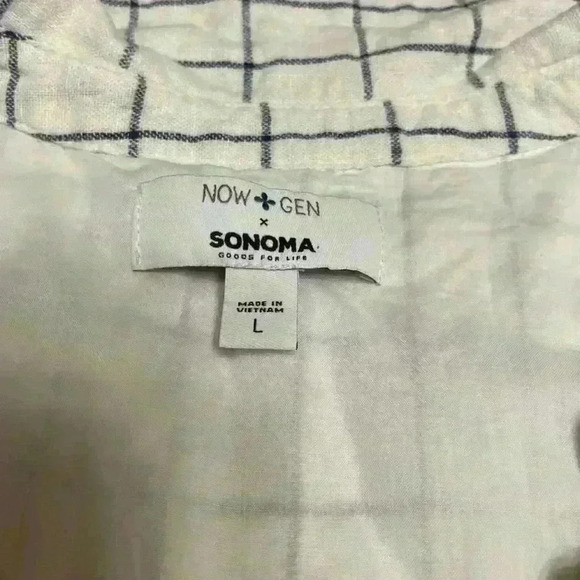 NOW + GEN
×
SONOMA
GOODS FOR LIFE
MADE IN
VIETNAM
L